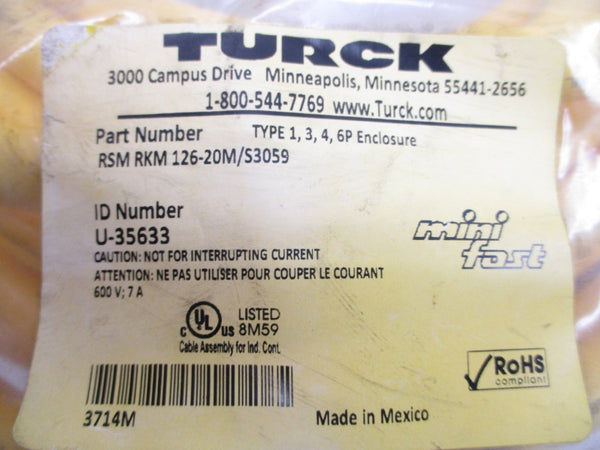 TURCK
3000 Campus Drive Minneapolis, Minnesota 55441-2656
1-800-544-7769 www.Turck.com
Part Number TYPE 1, 3, 4, 6P Enclosure
RSM RKM 126-20M/S3059
ID Number
U-35633
mini
fast
CAUTION: NOT FOR INTERRUPTING CURRENT
ATTENTION: NE PAS UTILISER POUR COUPER LE COURANT
600 V; 7 A
c UL us LISTED
8M59
Cable Assembly for Ind. Cont.
RoHS
compliant
3714M Made in Mexico